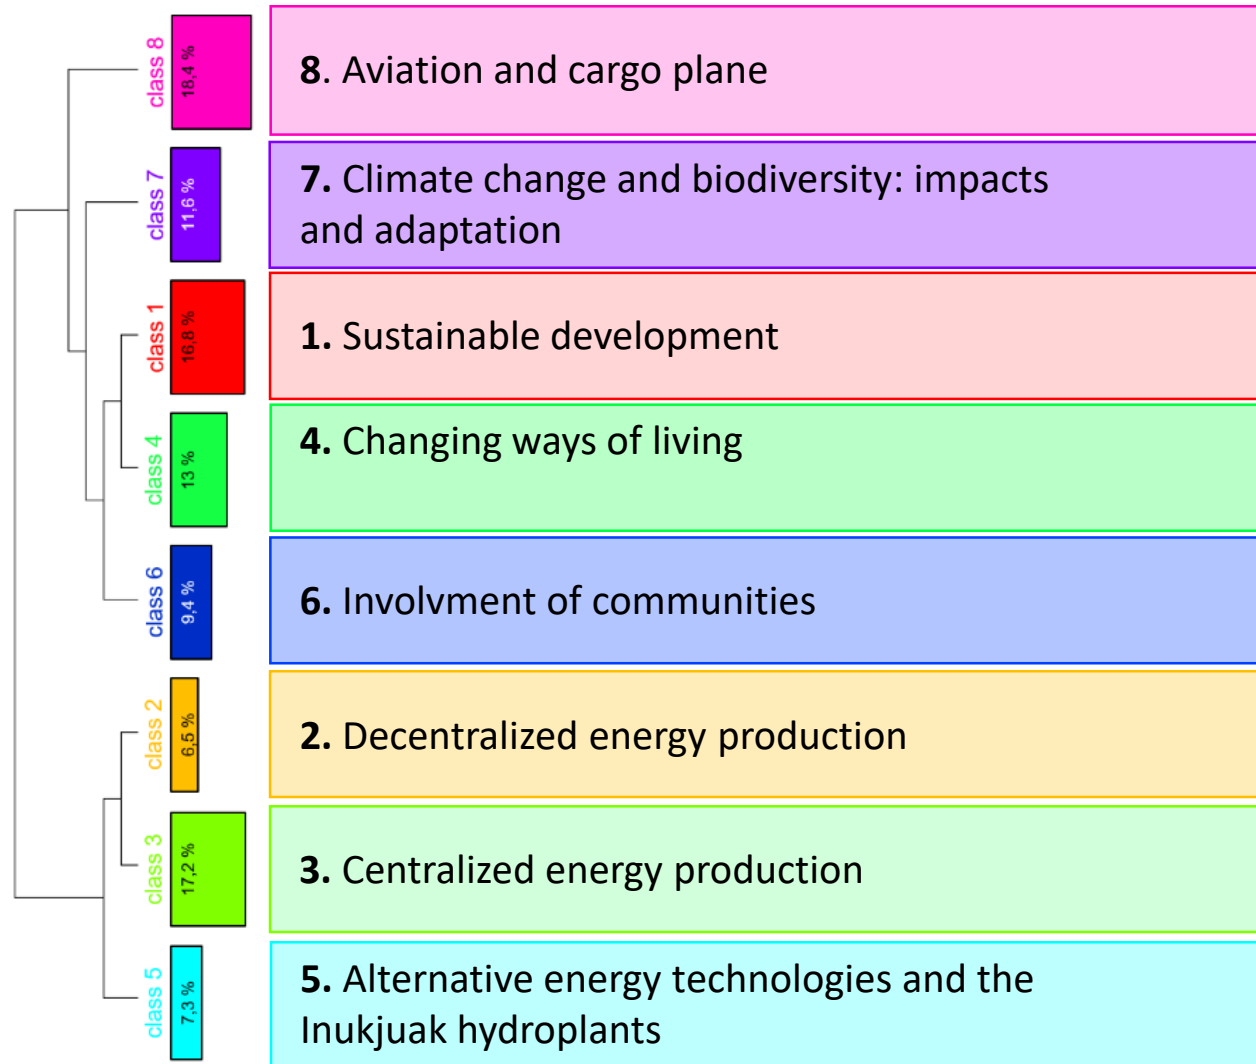 class 8
18,4 %
8. Aviation and cargo plane
class 7
11,6 %
7. Climate change and biodiversity: impacts
and adaptation
class 1
16,8 %
1. Sustainable development
class 4
13 %
4. Changing ways of living
class 6
9,4 %
6. Involvment of communities
class 2
6,5 %
2. Decentralized energy production
class 3
17,2 %
3. Centralized energy production
class 5
7,3 %
5. Alternative energy technologies and the
Inukjuak hydroplants